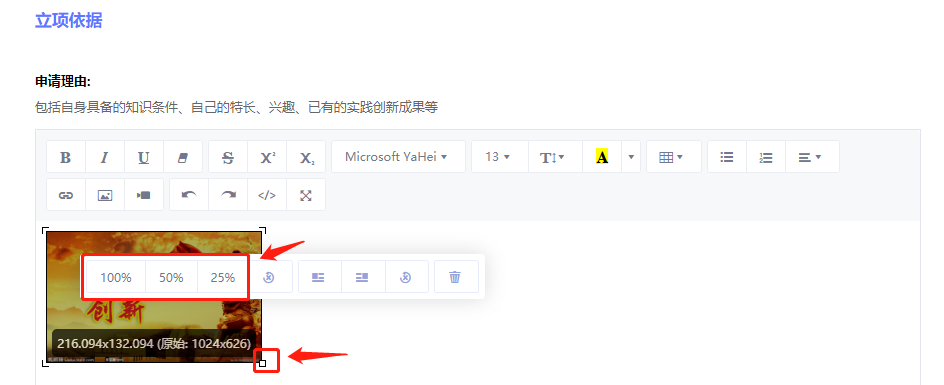 立项依据
申请理由:
包括自身具备的知识条件、自己的特长、兴趣、已有的实践创新成果等
B I U S X² X₂ Microsoft YaHei 13 T A
</>
100% 50% 25%
创新
216.094x132.094 (原始: 1024x626)